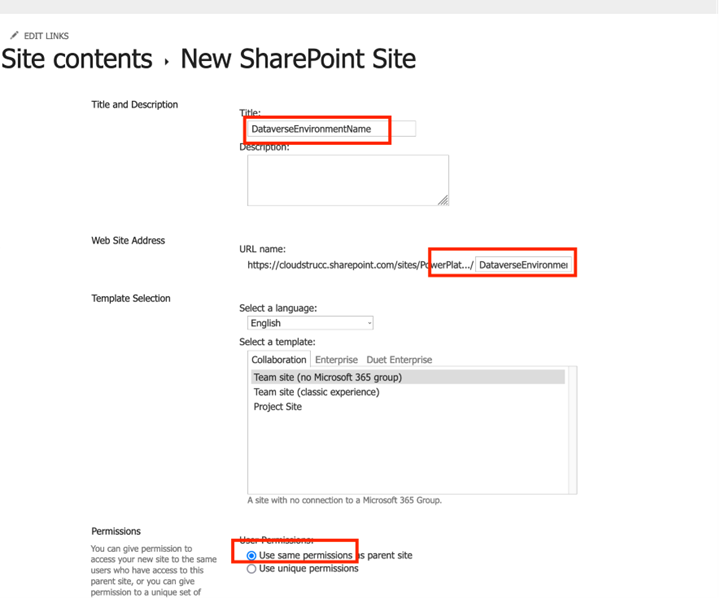 EDIT LINKS
Site contents › New SharePoint Site
Title and Description
Title:
DataverseEnvironmentName
Description:
Web Site Address
URL name:
https://cloudstrucc.sharepoint.com/sites/PowerPlat.../ DataverseEnvironme
Template Selection
Select a language:
English
Select a template:
Collaboration Enterprise Duet Enterprise
Team site (no Microsoft 365 group)
Team site (classic experience)
Project Site
A site with no connection to a Microsoft 365 Group.
Permissions
You can give permission to
access your new site to the same
users who have access to this
parent site, or you can give
permission to a unique set of
User Permissions:
Use same permissions as parent site
Use unique permissions